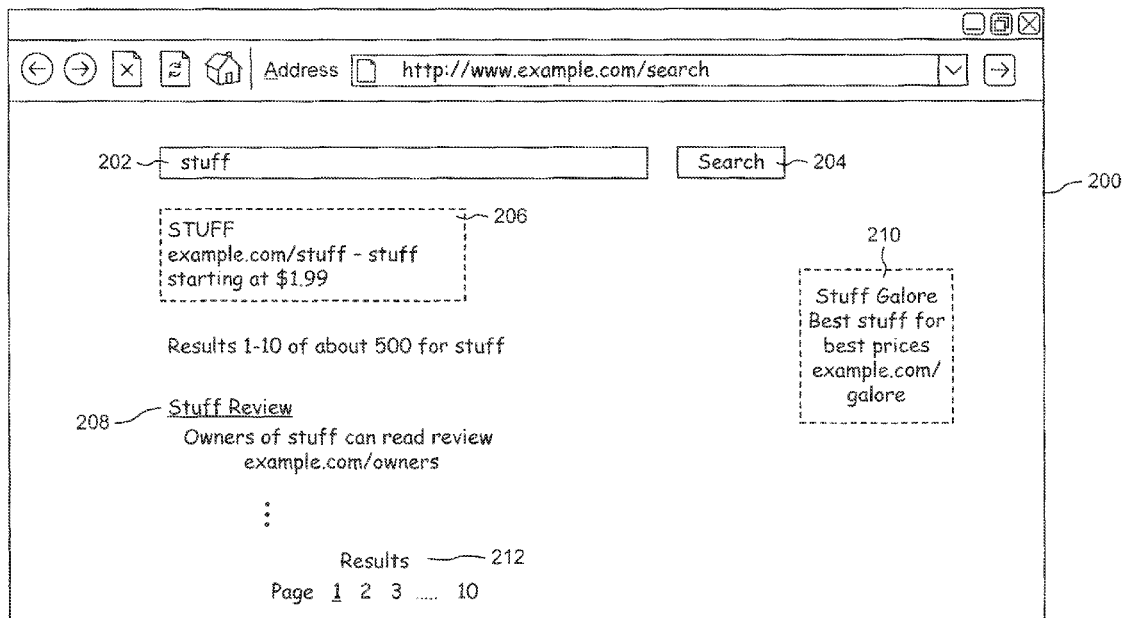 Address http://www.example.com/search
202 stuff Search 204
200
206
STUFF
example.com/stuff - stuff
starting at $1.99
210
Stuff Galore
Best stuff for
best prices
example.com/
galore
Results 1-10 of about 500 for stuff
208 Stuff Review
Owners of stuff can read review
example.com/owners
Results 212
Page 1 2 3 ..... 10